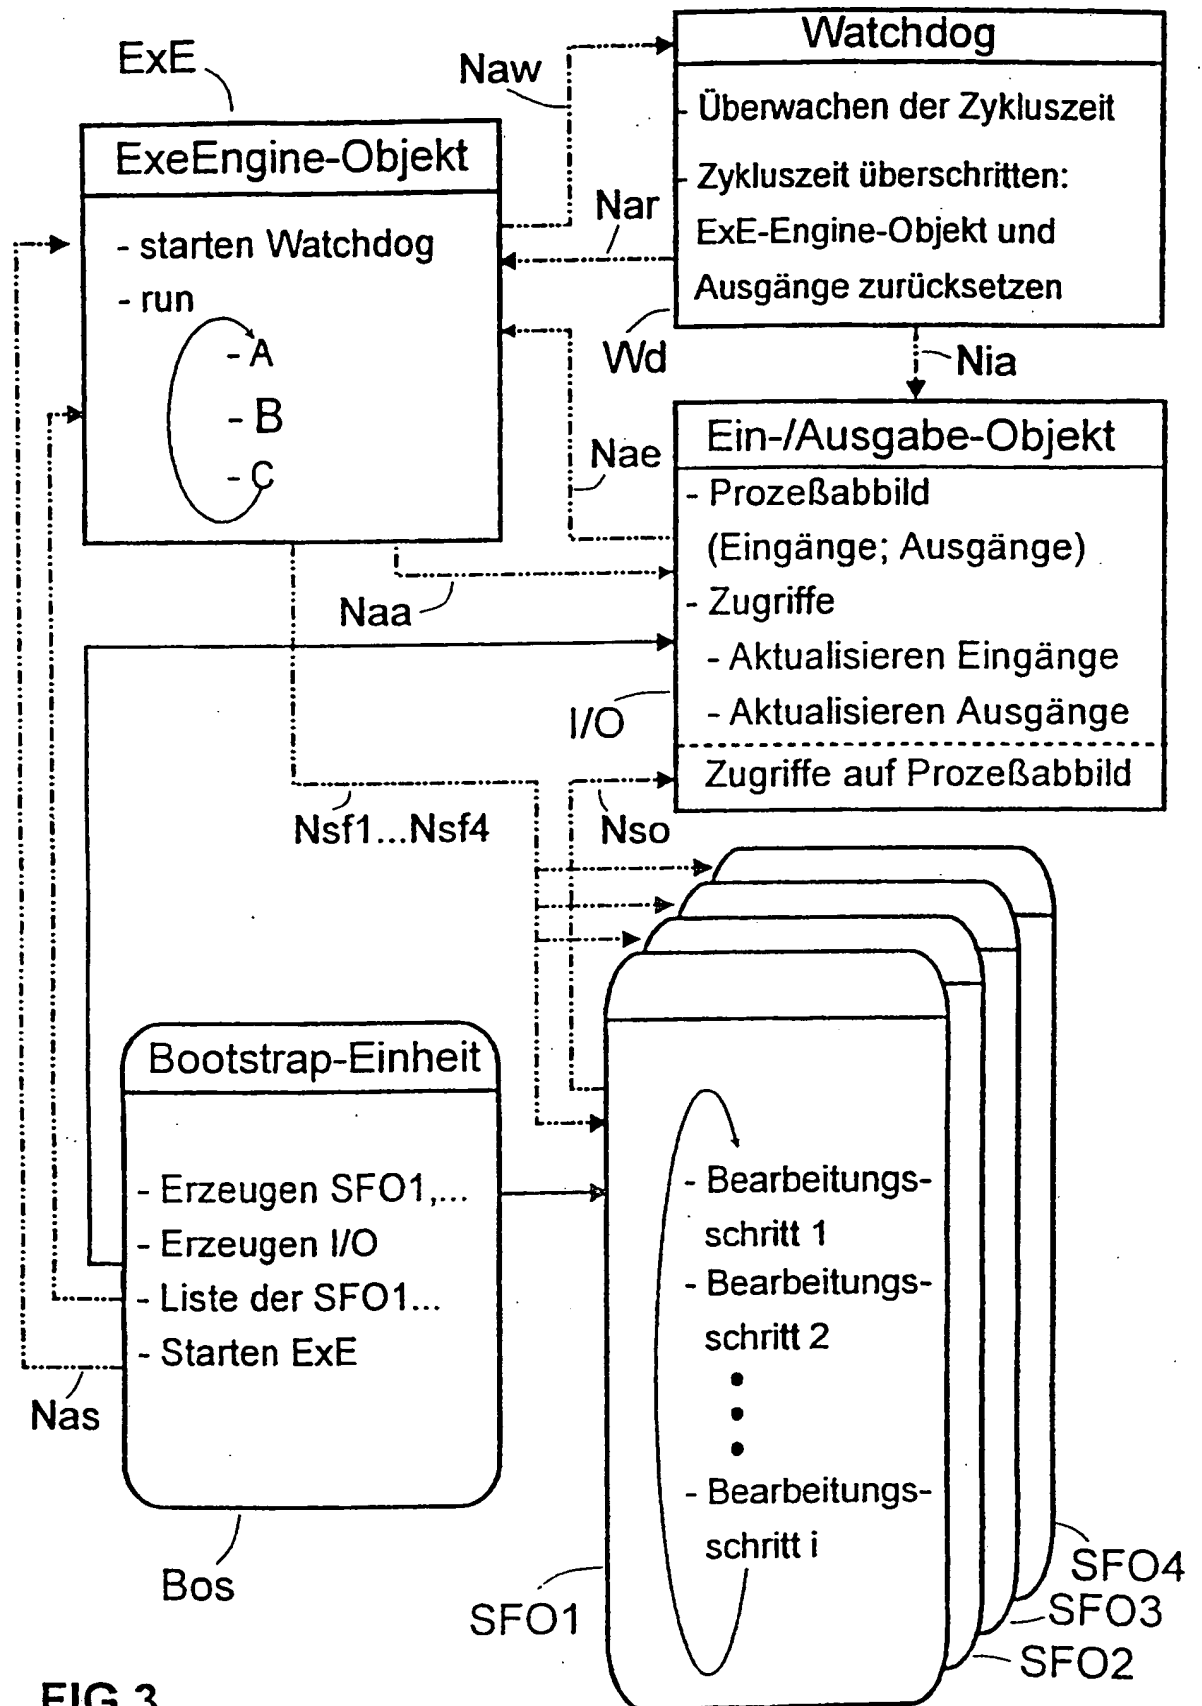 ExE
ExeEngine-Objekt
- starten Watchdog
- run
- A
- B
- C
Naw
Nar
Watchdog
- Überwachen der Zykluszeit
- Zykluszeit überschritten:
ExE-Engine-Objekt und
Ausgänge zurücksetzen
Wd
Nia
Nae
Naa
Ein-/Ausgabe-Objekt
- Prozeßabbild
(Eingänge; Ausgänge)
- Zugriffe
- Aktualisieren Eingänge
- Aktualisieren Ausgänge
Zugriffe auf Prozeßabbild
I/O
Nsf1...Nsf4
Nso
Bootstrap-Einheit
- Erzeugen SFO1,...
- Erzeugen I/O
- Liste der SFO1...
- Starten ExE
Nas
Bos
- Bearbeitungs-
schritt 1
- Bearbeitungs-
schritt 2
- Bearbeitungs-
schritt i
SFO1
SFO4
SFO3
SFO2
FIG 3